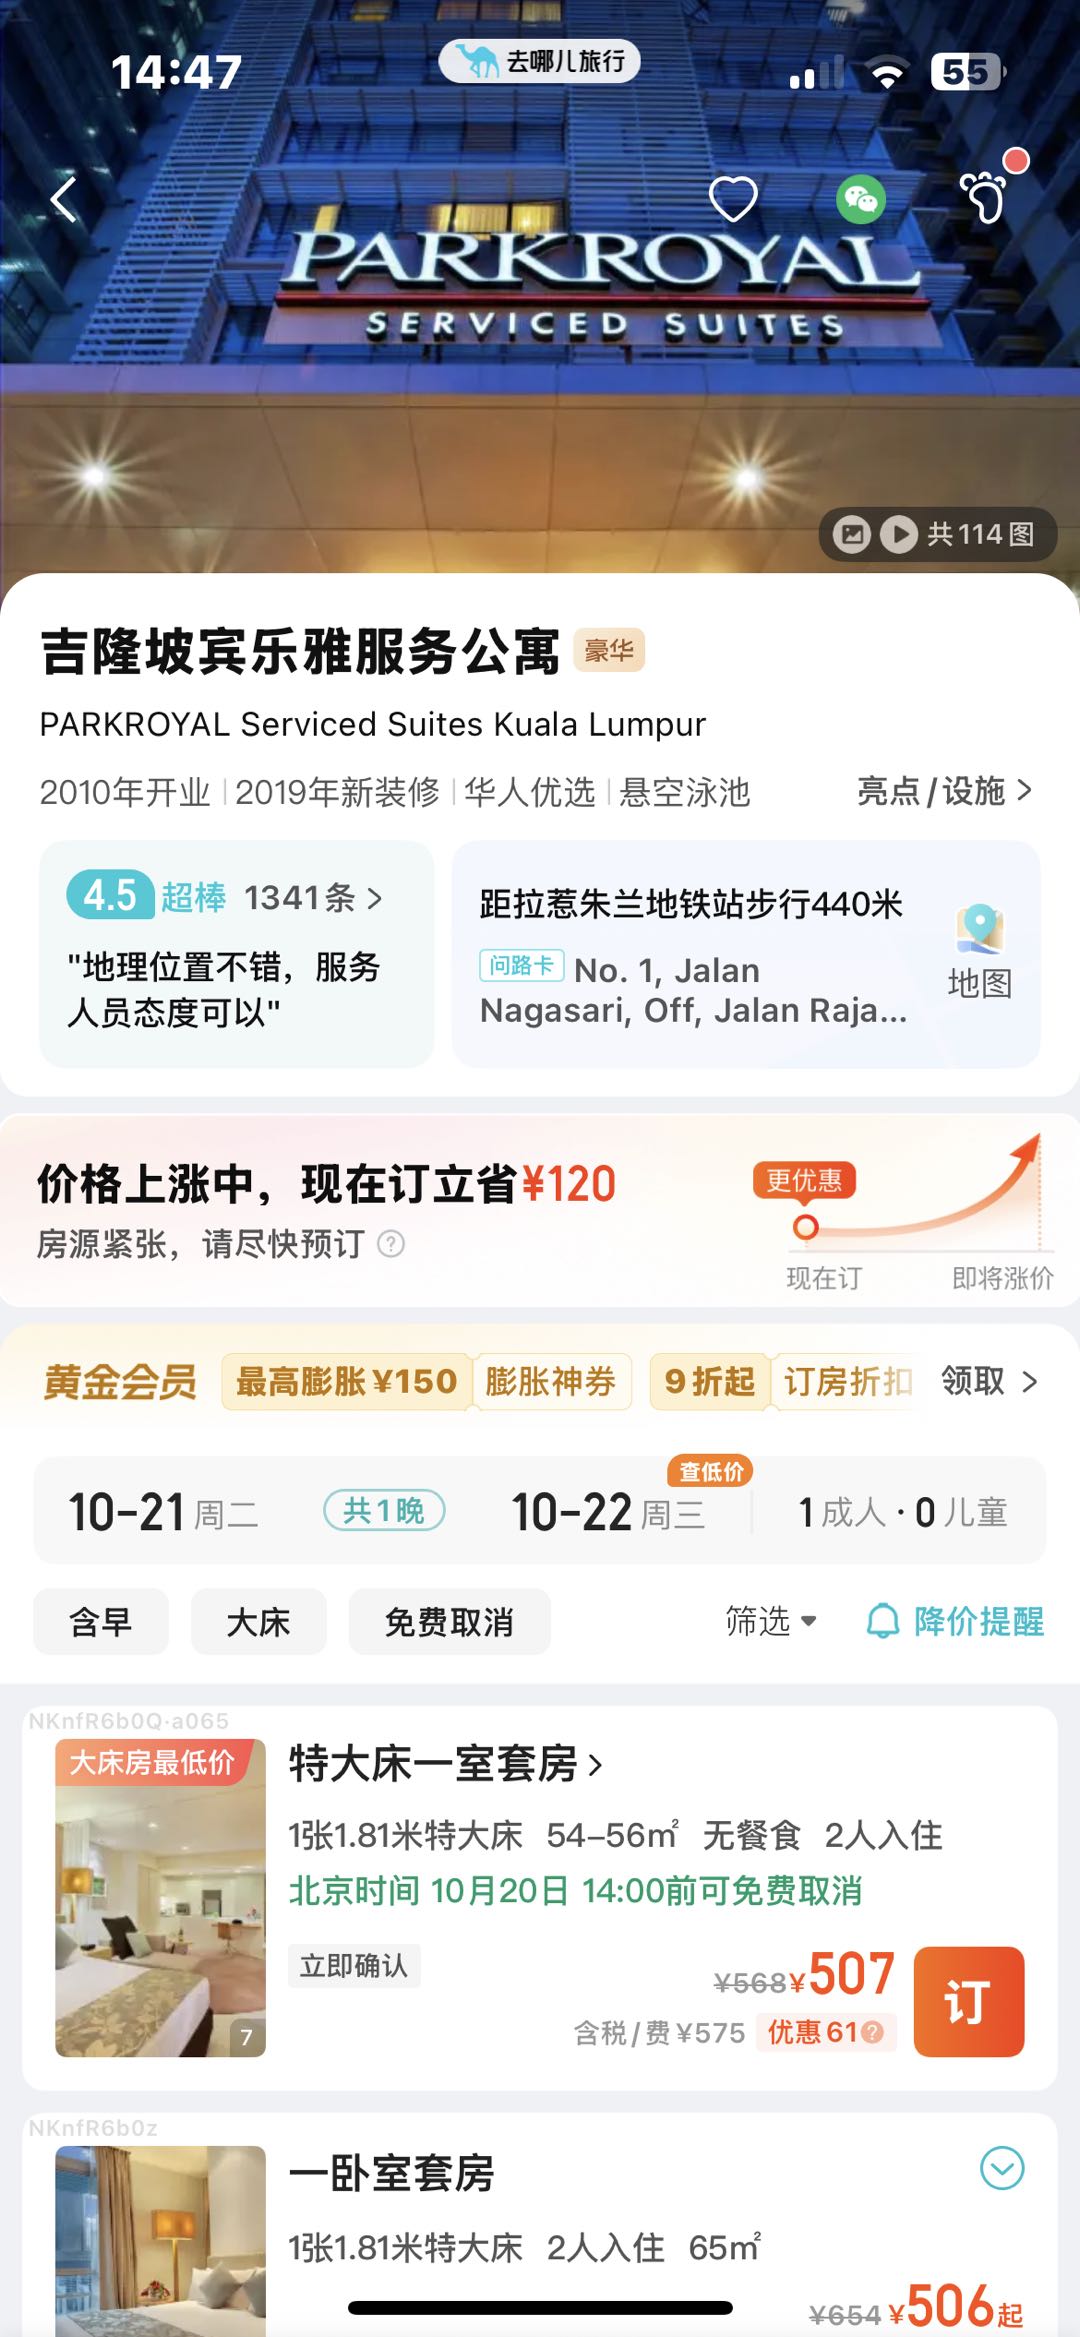 14:47
去哪儿旅行
55
PARKROYAL
SERVICED SUITES
共114图
吉隆坡宾乐雅服务公寓 豪华
PARKROYAL Serviced Suites Kuala Lumpur
2010年开业 | 2019年新装修 | 华人优选 | 悬空泳池 亮点/设施 >
4.5 超棒 1341条 >
"地理位置不错，服务
人员态度可以"
距拉惹朱兰地铁站步行440米
问路卡 No. 1, Jalan
Nagasari, Off, Jalan Raja...
地图
价格上涨中，现在订立省¥120
房源紧张，请尽快预订 ?
更优惠
现在订 即将涨价
黄金会员 最高膨胀¥150 膨胀神券 9折起 订房折扣 领取 >
查低价
10-21 周二 共1晚 10-22 周三 1成人·0儿童
含早 大床 免费取消 筛选 降价提醒
NKnfR6b0Q·a065
大床房最低价
特大床一室套房 >
1张1.81米特大床 54-56㎡ 无餐食 2人入住
北京时间 10月20日 14:00前可免费取消
立即确认
¥568 ¥507
含税/费 ¥575 优惠61 ?
订
7
NKnfR6b0z
一卧室套房
1张1.81米特大床 2人入住 65㎡
¥654 ¥506起